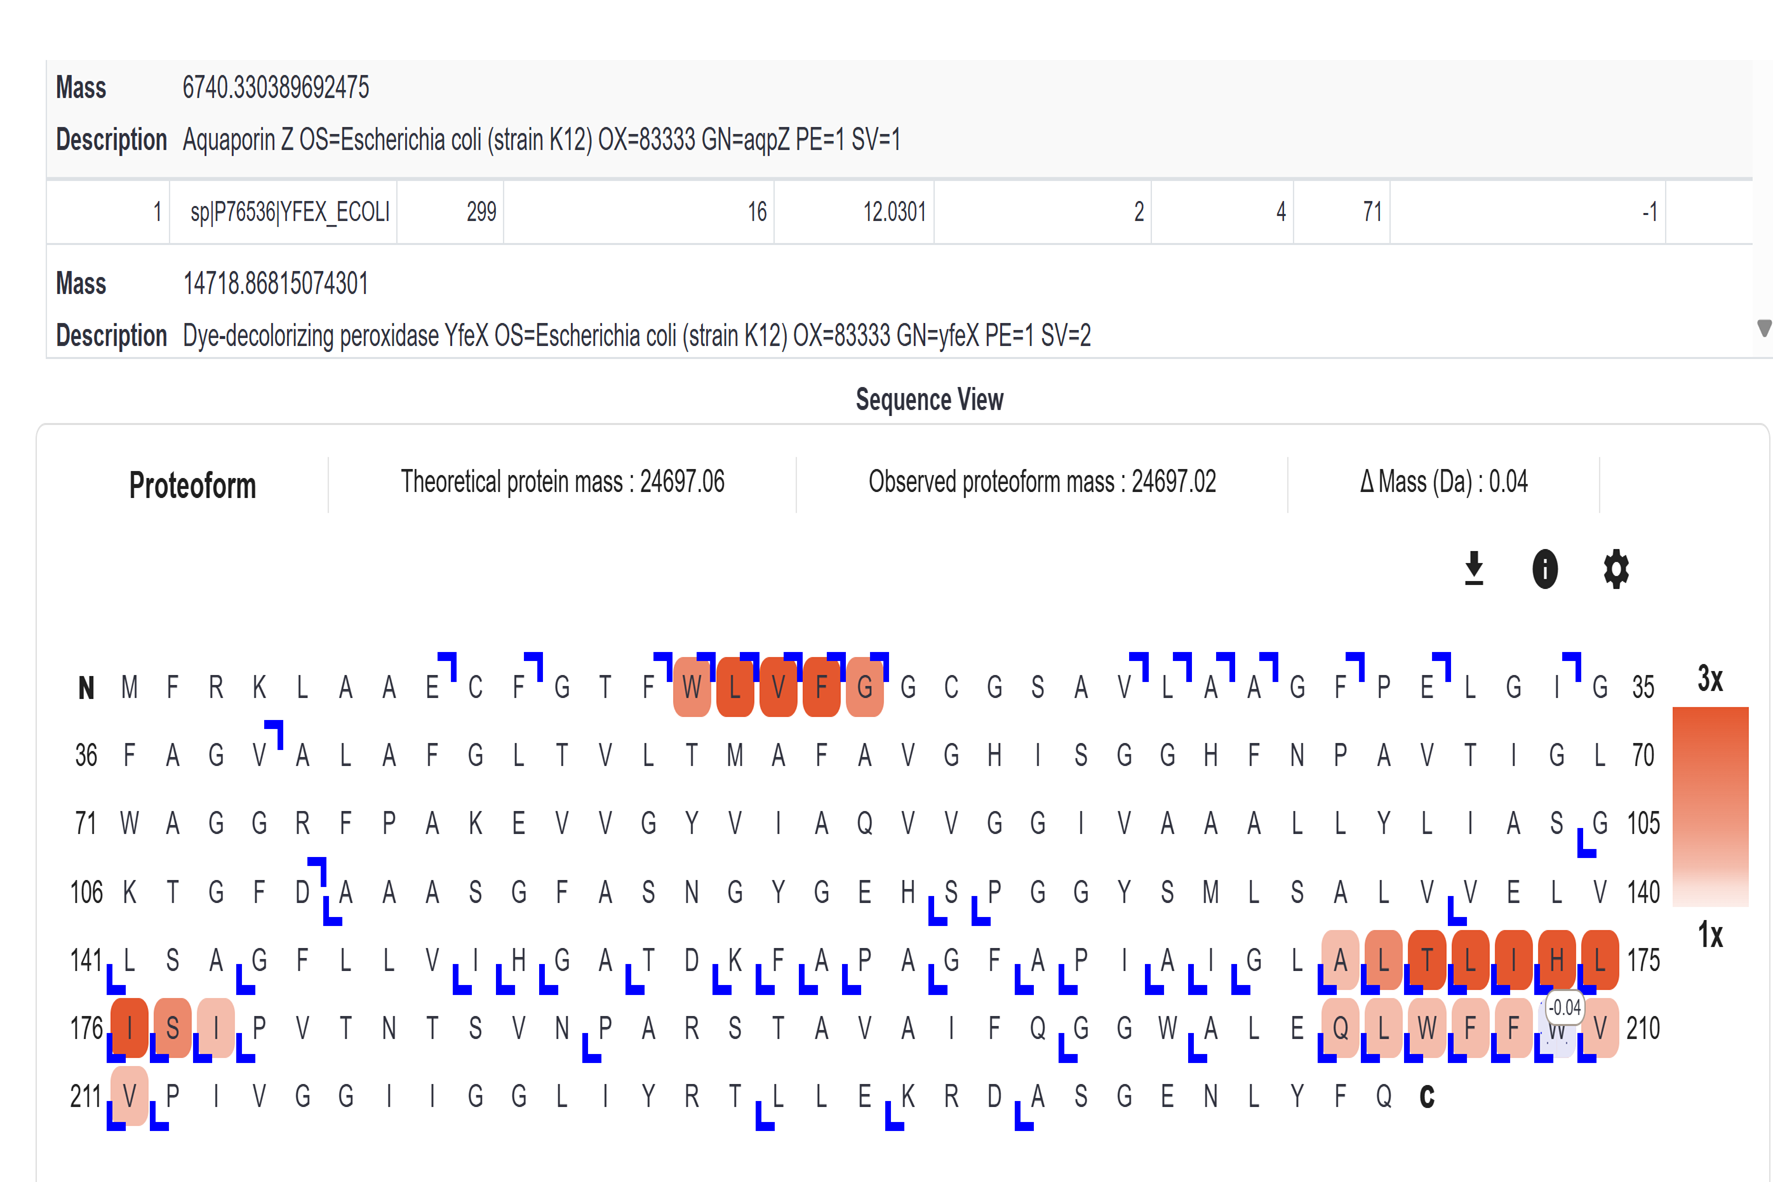 Mass 6740.330389692475
Description Aquaporin Z OS=Escherichia coli (strain K12) OX=83333 GN=aqpZ PE=1 SV=1
1 sp|P76536|YFEX_ECOLI 299 16 12.0301 2 4 71 -1
Mass 14718.86815074301
Description Dye-decolorizing peroxidase YfeX OS=Escherichia coli (strain K12) OX=83333 GN=yfeX PE=1 SV=2
Sequence View
Proteoform Theoretical protein mass : 24697.06 Observed proteoform mass : 24697.02 Δ Mass (Da) : 0.04
N M F R K L A A E C F G T F W L V F G G C G S A V L A A G F P E L G I G 35
3x
36 F A G V A L A F G L T V L T M A F A V G H I S G G H F N P A V T I G L 70
71 W A G G R F P A K E V V G Y V I A Q V V G G I V A A A L L Y L I A S G 105
106 K T G F D A A A S G F A S N G Y G E H S P G G Y S M L S A L V V E L V 140
1x
141 L S A G F L L V I H G A T D K F A P A G F A P I A I G L A L T L I H L 175
-0.04
176 I S I P V T N T S V N P A R S T A V A I F Q G G W A L E Q L W F F W V 210
211 V P I V G G I I G G L I Y R T L L E K R D A S G E N L Y F Q C